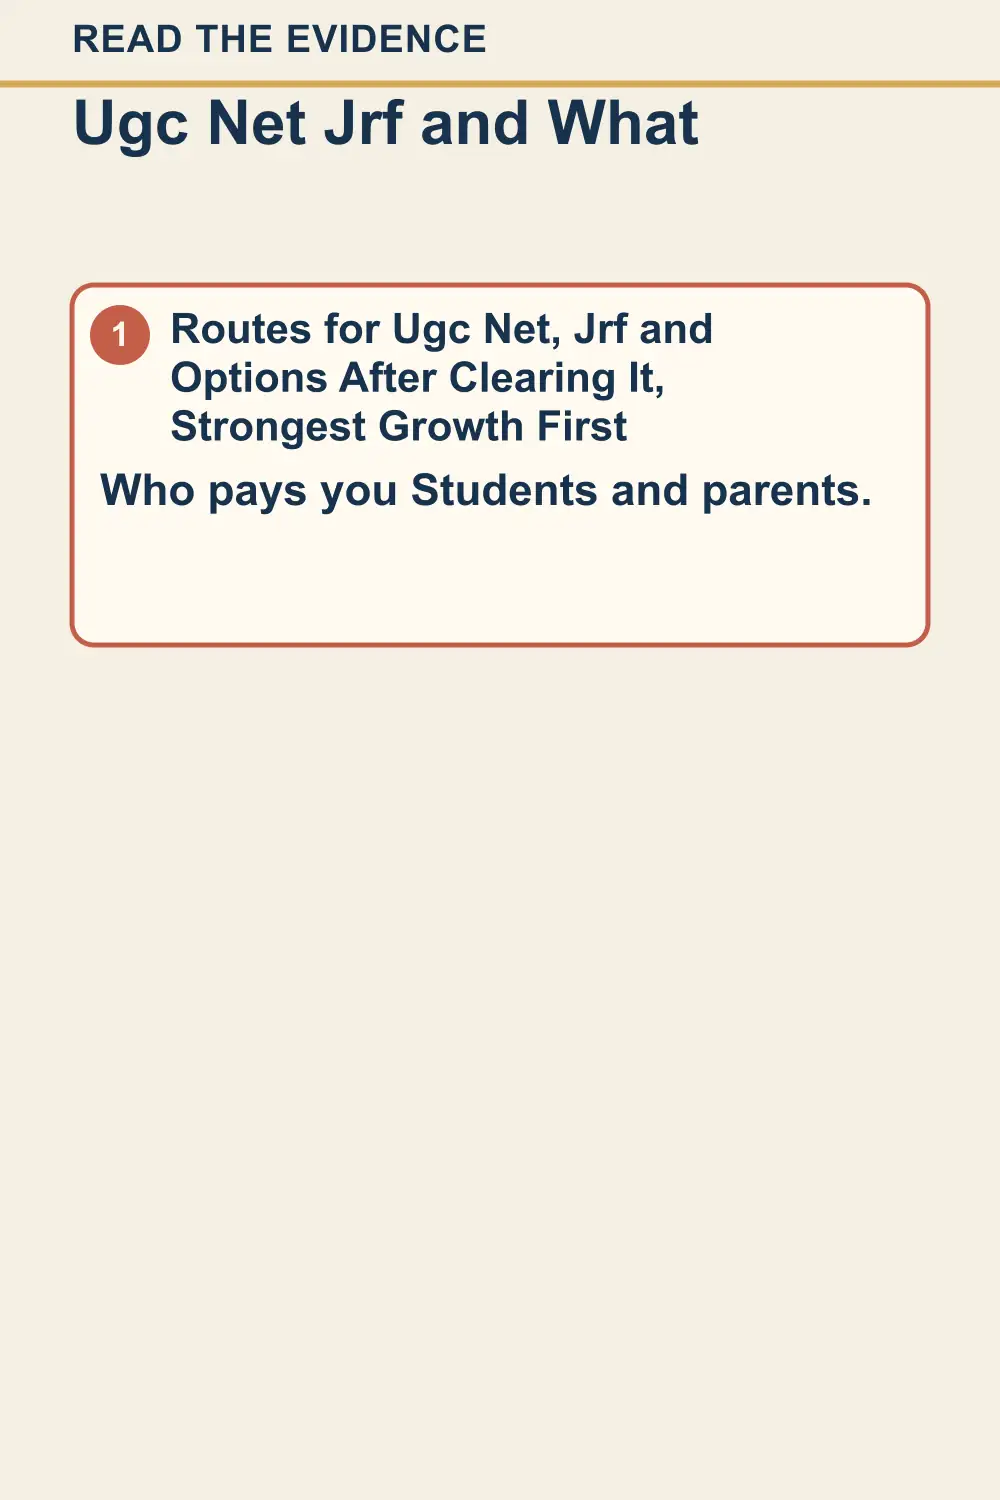 READ THE EVIDENCE
Ugc Net Jrf and What
1
Routes for Ugc Net, Jrf and
Options After Clearing It,
Strongest Growth First
Who pays you Students and parents.